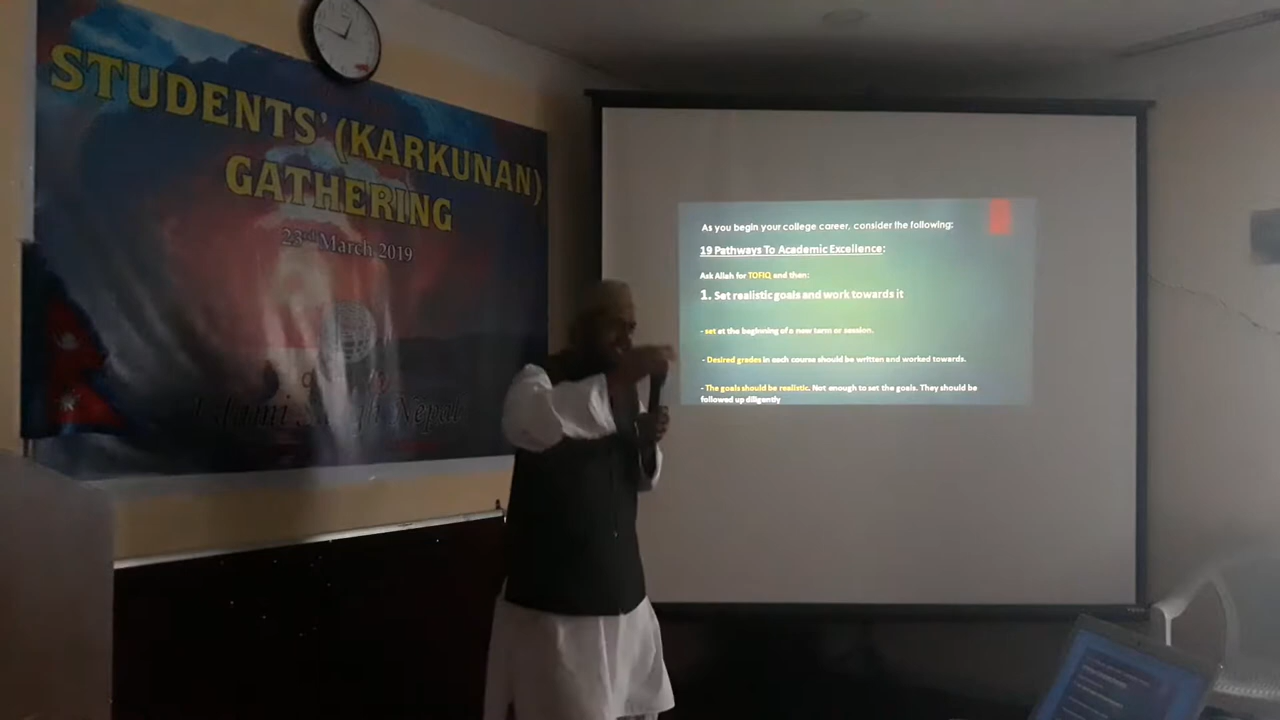 STUDENTS' (KARKUNAN)
GATHERING
23rd March 2019
Islami Sangh Nepal
As you begin your college career, consider the following:
19 Pathways To Academic Excellence:
Ask Allah for TOFIQ and then:
1. Set realistic goals and work towards it
- set at the beginning of a new term or session.
- Desired grades in each course should be written and worked towards.
- The goals should be realistic. Not enough to set the goals. They should be
followed up diligently